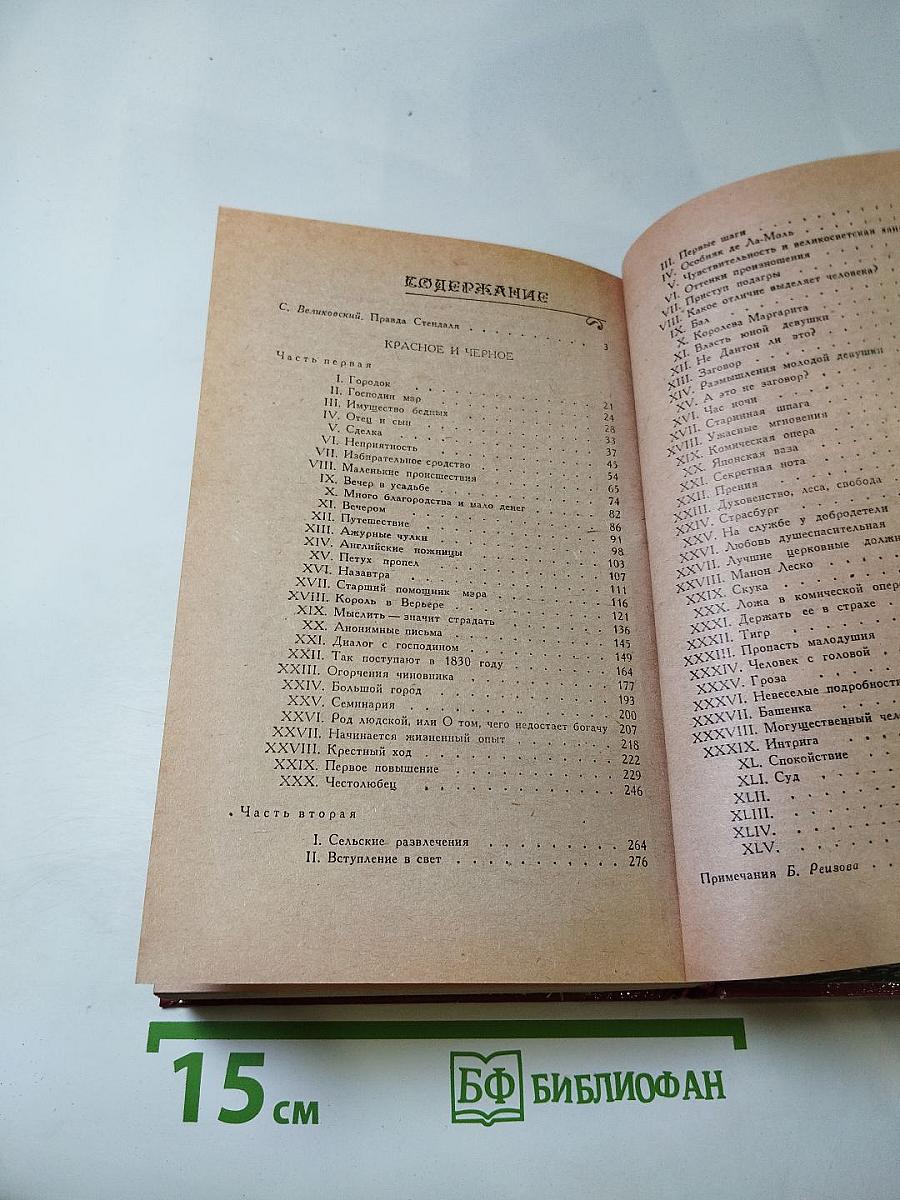 СОДЕРЖАНИЕ
С. Великовский. Правда Стендаля . . . . . . . 3
КРАСНОЕ И ЧЕРНОЕ
Часть первая
I. Городок . . . 21
II. Господин мэр . . . 24
III. Имущество бедных . . . 28
IV. Отец и сын . . . 33
V. Сделка . . . 37
VI. Неприятность . . . 45
VII. Избирательное сродство . . . 54
VIII. Маленькие происшествия . . . 65
IX. Вечер в усадьбе . . . 74
X. Много благородства и мало денег . . . 82
XI. Вечером . . . 86
XII. Путешествие . . . 91
XIII. Ажурные чулки . . . 98
XIV. Английские ножницы . . . 103
XV. Петух пропел . . . 107
XVI. Назавтра . . . 111
XVII. Старший помощник мэра . . . 116
XVIII. Король в Верьере . . . 121
XIX. Мыслить — значит страдать . . . 136
XX. Анонимные письма . . . 145
XXI. Диалог с господином . . . 149
XXII. Так поступают в 1830 году . . . 164
XXIII. Огорчения чиновника . . . 177
XXIV. Большой город . . . 193
XXV. Семинария . . . 200
XXVI. Род людской, или О том, чего недостает богачу 207
XXVII. Начинается жизненный опыт . . . 218
XXVIII. Крестный ход . . . 222
XXIX. Первое повышение . . . 229
XXX. Честолюбец . . . 246
Часть вторая
I. Сельские развлечения . . . 264
II. Вступление в свет . . . 276
III. Первые шаги . . .
IV. Особняк де Ла-Моль . . .
V. Чувствительность и великосветская
VI. Оттенки произношения . . .
VII. Приступ подагры . . .
VIII. Какое отличие выделяет человека?
IX. Бал . . .
X. Королева Маргарита . . .
XI. Власть юной девушки . . .
XII. Не Дантон ли это? . . .
XIII. Заговор . . .
XIV. Размышления молодой девушки . . .
XV. А это не заговор? . . .
XVI. Час ночи . . .
XVII. Старинная шпага . . .
XVIII. Ужасные мгновения . . .
XIX. Комическая опера . . .
XX. Японская ваза . . .
XXI. Секретная нота . . .
XXII. Прения . . .
XXIII. Духовенство, леса, свобода . . .
XXIV. Страсбург . . .
XXV. На службе у добродетели . . .
XXVI. Любовь душеспасительная . . .
XXVII. Лучшие церковные должн
XXVIII. Манон Леско . . .
XXIX. Скука . . .
XXX. Ложа в комической опер
XXXI. Держать ее в страхе . . .
XXXII. Тигр . . .
XXXIII. Пропасть малодушия . . .
XXXIV. Человек с головой . . .
XXXV. Гроза . . .
XXXVI. Невеселые подробности
XXXVII. Башенка . . .
XXXVIII. Могущественный чел
XXXIX. Интрига . . .
XL. Спокойствие . . .
XLI. Суд . . .
XLII. . . .
XLIII. . . .
XLIV. . . .
XLV. . . .
Примечания Б. Реизова . . .
15 см
БФ БИБЛИОФАН